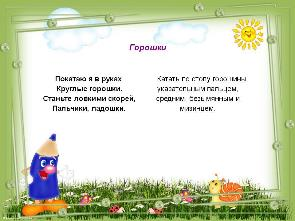 Горошки
Покатаю я в руках
Круглые горошки.
Станьте ловкими скорей,
Пальчики, ладошки.
Катать по столу горошины
указательным пальцем,
средним, безымянным и
мизинцем.